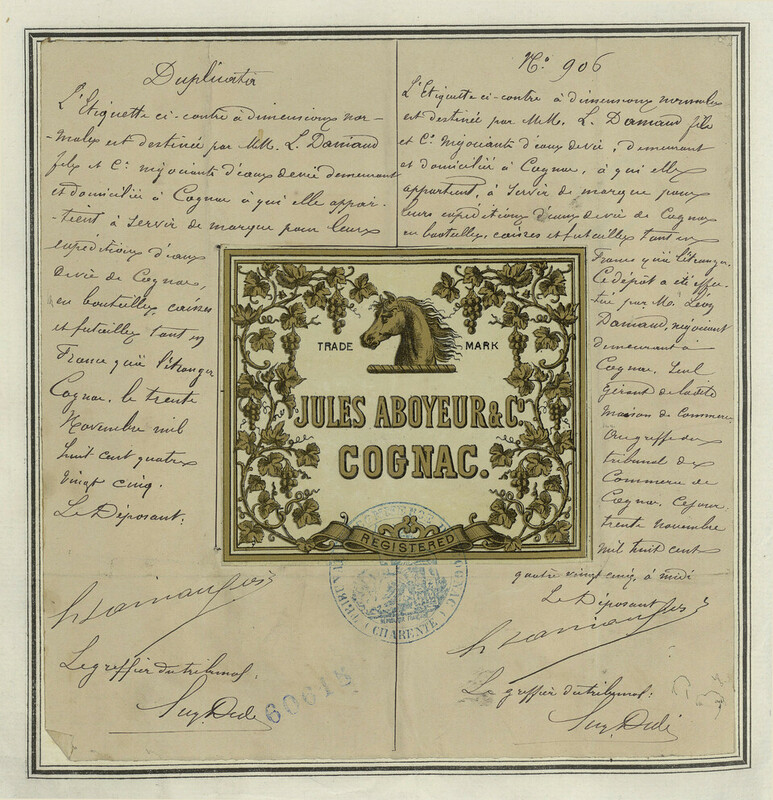 Duplicata
L'Etiquette ci-contre à dimensions nor-
-males est destinée par M.M. L. Damaud
fils et Cie négociants d'eaux de vie demeurant
et domiciliés à Cognac à qui elle appar-
-tient, à servir de marque pour leurs
expéditions d'eaux
de vie de Cognac,
en bouteilles, caisses
et futailles tant en
France qu'à l'étranger
Cognac, le trente
Novembre mil
huit cent quatre
vingt cinq.
Le Déposant.
Le greffier du tribunal.
No. 906
L'Etiquette ci-contre à dimensions normales
est destinée par M.M. L. Damaud fils
et Cie négociants d'eaux de vie, demeurant
et domiciliés à Cognac, à qui elle
appartient, à servir de marque pour
leurs expéditions d'eaux de vie de Cognac
en bouteilles, caisses et futailles tant en
France qu'à l'étranger.
Ce dépôt a été effec-
-tué par M. Léon
Damaud, négociant
demeurant à
Cognac, seul
Gérant de ladite
maison de Commerce
Au greffe du
tribunal de
Commerce de
Cognac. Ce jour
trente novembre
mil huit cent
quatre vingt cinq, à midi
Le Déposant
Le greffier du tribunal.
TRADE MARK
JULES ABOYEUR & Co.
COGNAC.
REGISTERED
CHARENTE
60618